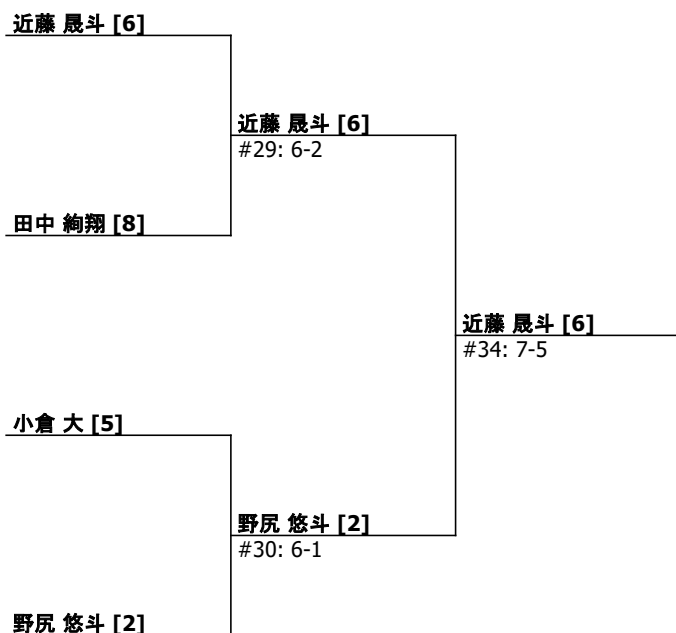 近藤 晟斗 [6]
近藤 晟斗 [6]
#29: 6-2
田中 絢翔 [8]
近藤 晟斗 [6]
#34: 7-5
小倉 大 [5]
野尻 悠斗 [2]
#30: 6-1
野尻 悠斗 [2]